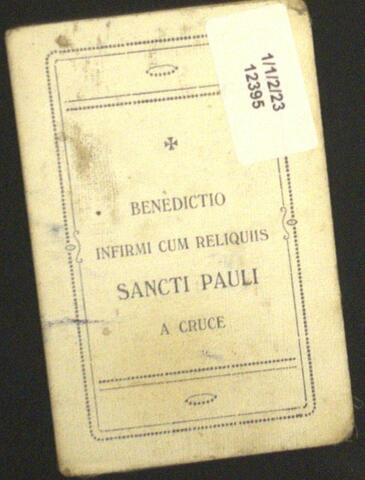 1/1/2/23
12395
BENEDICTIO
INFIRMI CUM RELIQUIIS
SANCTI PAULI
A CRUCE